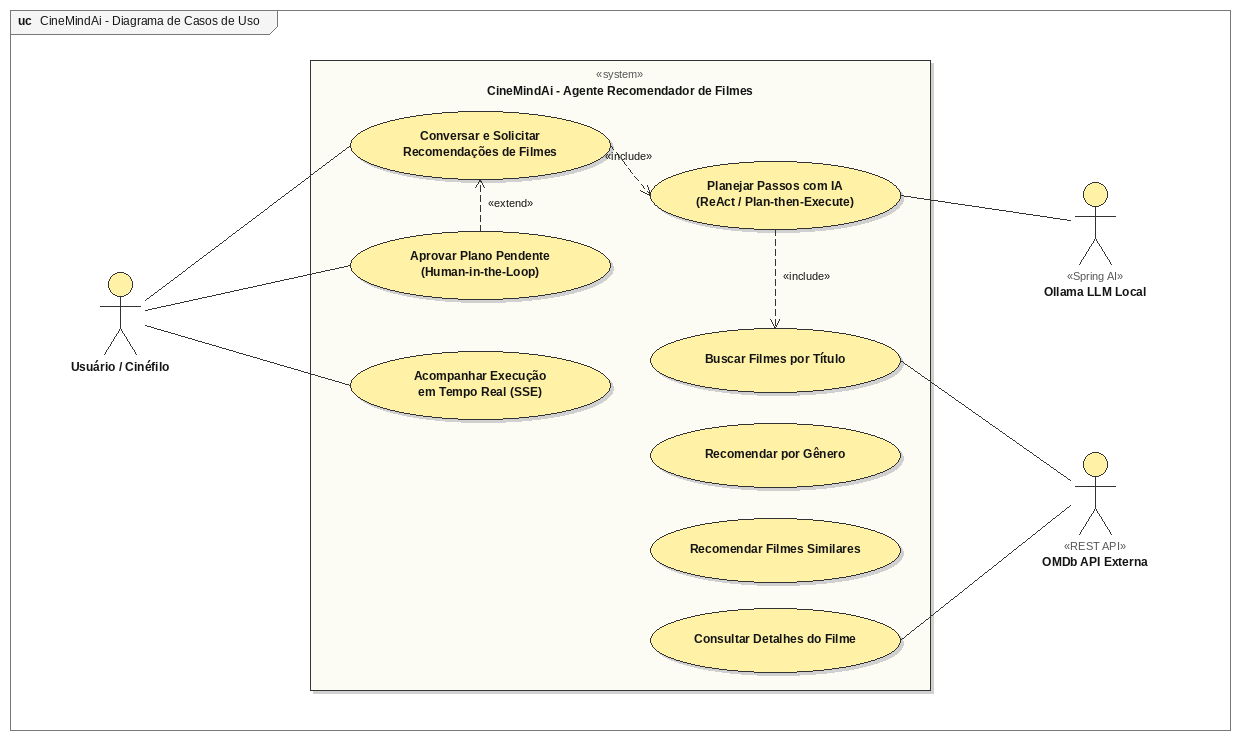 uc CineMindAi - Diagrama de Casos de Uso
«system»
CineMindAi - Agente Recomendador de Filmes
Conversar e Solicitar
Recomendações de Filmes
«include»
Planejar Passos com IA
(ReAct / Plan-then-Execute)
«extend»
Aprovar Plano Pendente
(Human-in-the-Loop)
«include»
«Spring AI»
Ollama LLM Local
Usuário / Cinéfilo
Buscar Filmes por Título
Acompanhar Execução
em Tempo Real (SSE)
Recomendar por Gênero
Recomendar Filmes Similares
«REST API»
OMDb API Externa
Consultar Detalhes do Filme